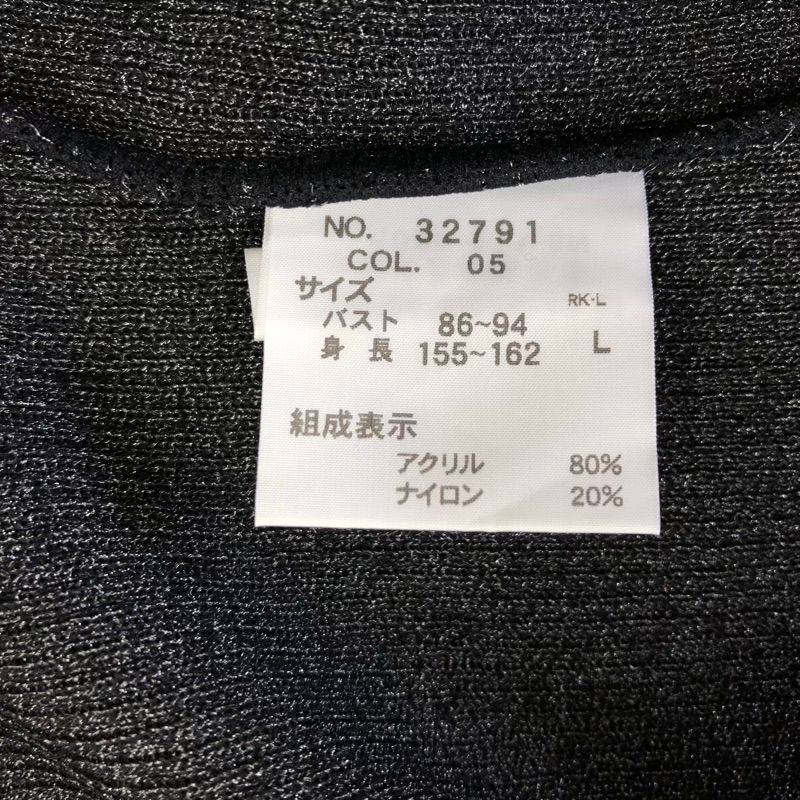 NO. 32791
COL. 05
サイズ
RK-L
バスト 86~94
身長 155~162 L
組成表示
アクリル 80%
ナイロン 20%